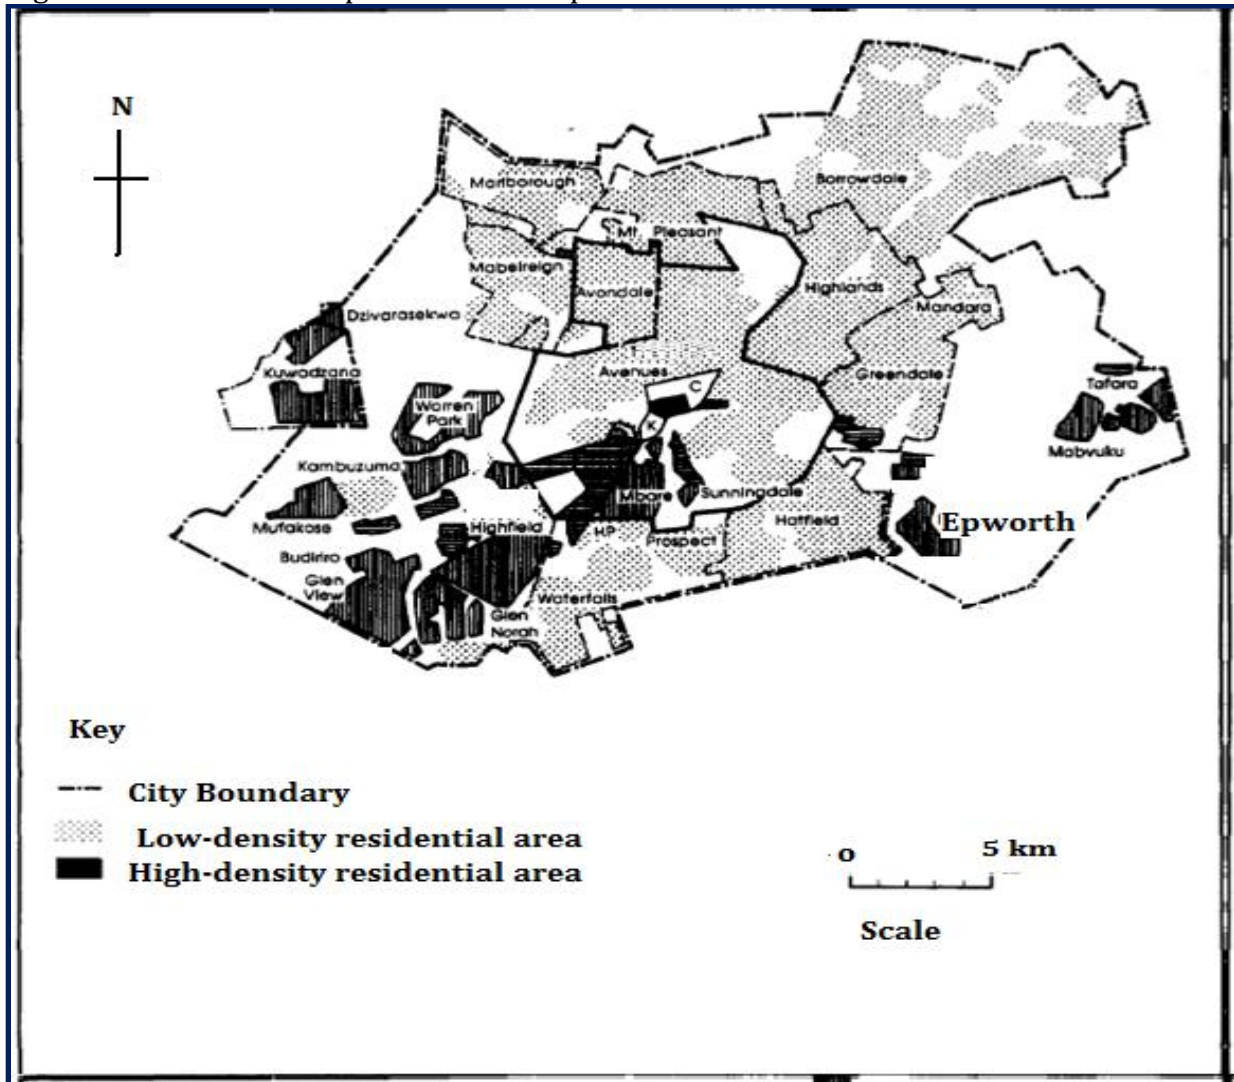 N
Borrowdale
Marlborough
Mt. Pleasant
Mabelreign
Avondale
Highlands
Mandara
Dzivarasekwa
Avenues
Kuwadzana
Greendale
C
Tafara
Warren
Park
K
Mabvuku
Kambuzuma
Mbare
Sunningdale
Mufakose
Highfield
Hatfield
Epworth
HP
Prospect
Budiriro
Glen
View
Waterfalls
Glen
Norah
Key
City Boundary
Low-density residential area
High-density residential area
0 5 km
Scale